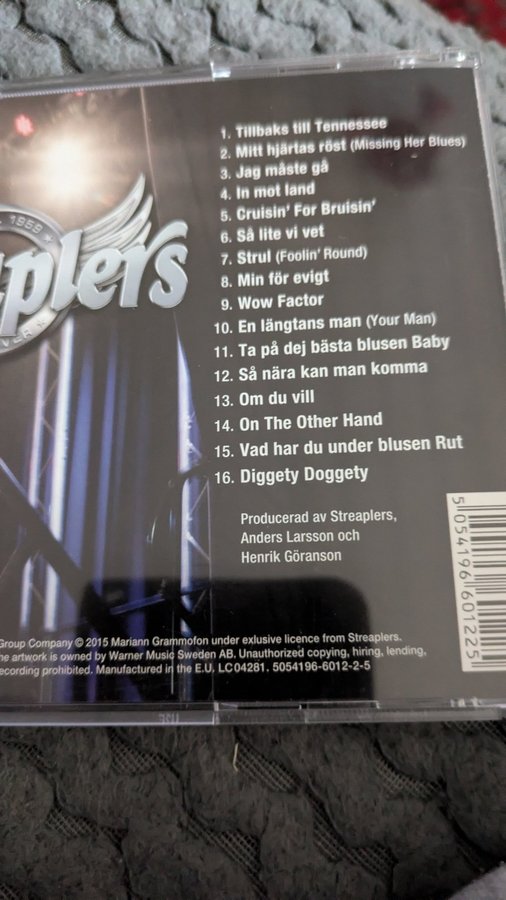 1. Tillbaks till Tennessee
2. Mitt hjärtas röst (Missing Her Blues)
3. Jag måste gå
4. In mot land
5. Cruisin' For Bruisin'
6. Så lite vi vet
7. Strul (Foolin' Round)
8. Min för evigt
9. Wow Factor
10. En längtans man (Your Man)
11. Ta på dej bästa blusen Baby
12. Så nära kan man komma
13. Om du vill
14. On The Other Hand
15. Vad har du under blusen Rut
16. Diggety Doggety
1959
plers
VER
Producerad av Streaplers,
Anders Larsson och
Henrik Göranson
5 054196 601225
Group Company © 2015 Mariann Grammofon under exlusive licence from Streaplers.
he artwork is owned by Warner Music Sweden AB. Unauthorized copying, hiring, lending,
ecording prohibited. Manufactured in the E.U. LC04281. 5054196-6012-2-5